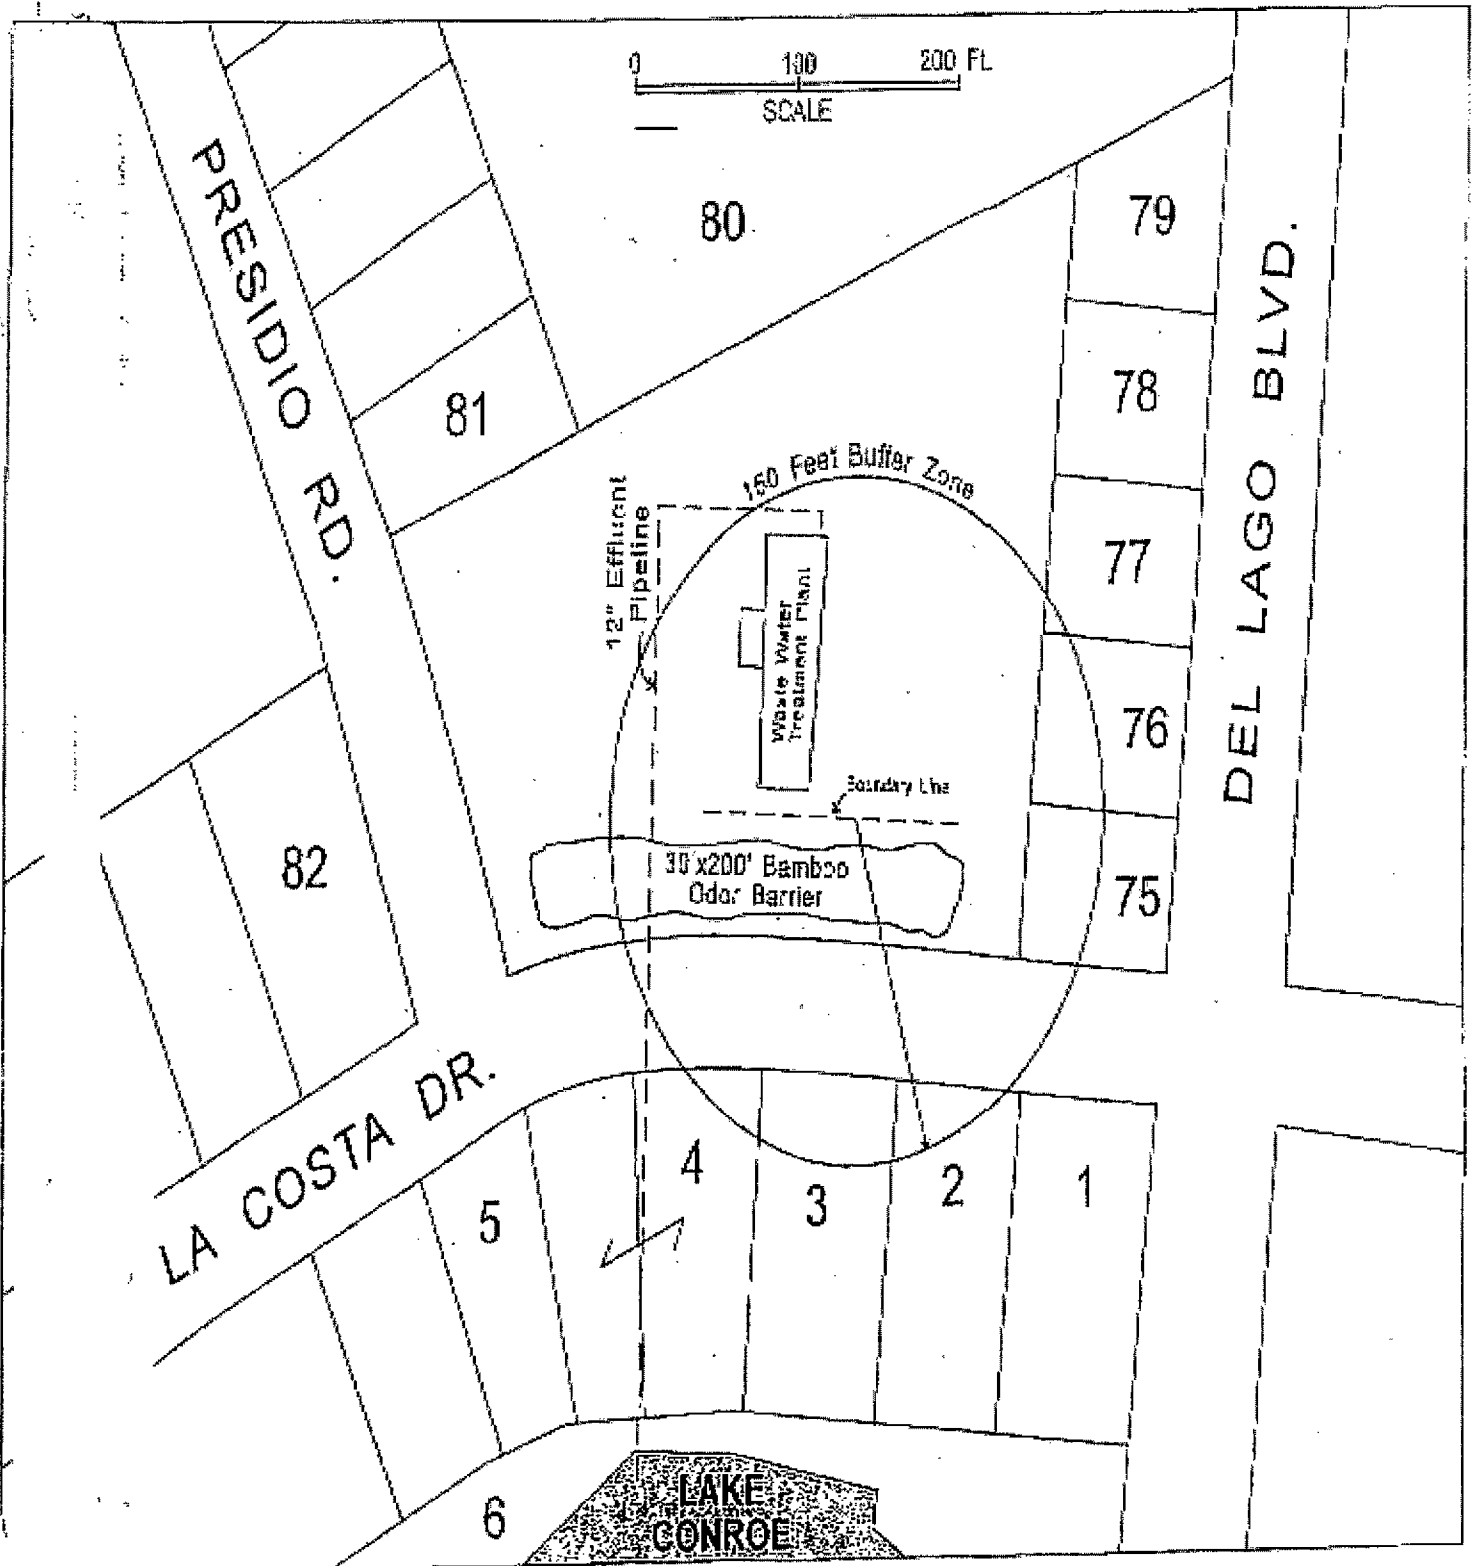 0 100 200 Ft.
SCALE
PRESIDIO RD.
80
79
78
77
76
75
DEL LAGO BLVD.
81
150 Feet Buffer Zone
12" Effluent
Pipeline
Waste Water
Treatment Plant
Boundry Line
30'x200' Bamboo
Odor Barrier
82
LA COSTA DR.
5
4
3
2
1
6
LAKE
CONROE